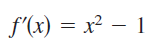 f'(x) = x² − 1